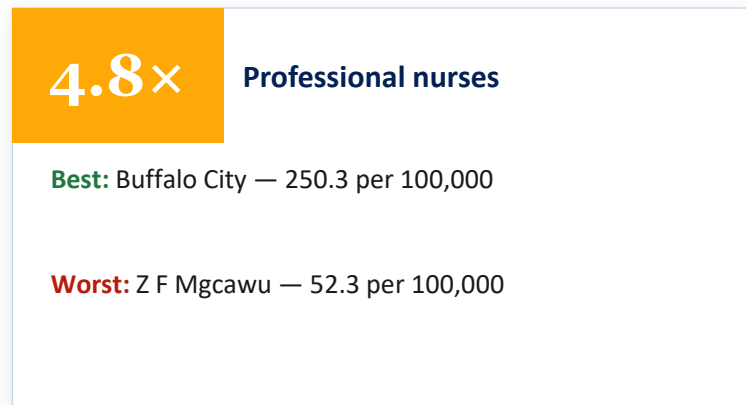 4.8×
Professional nurses
Best: Buffalo City — 250.3 per 100,000
Worst: Z F Mgcawu — 52.3 per 100,000